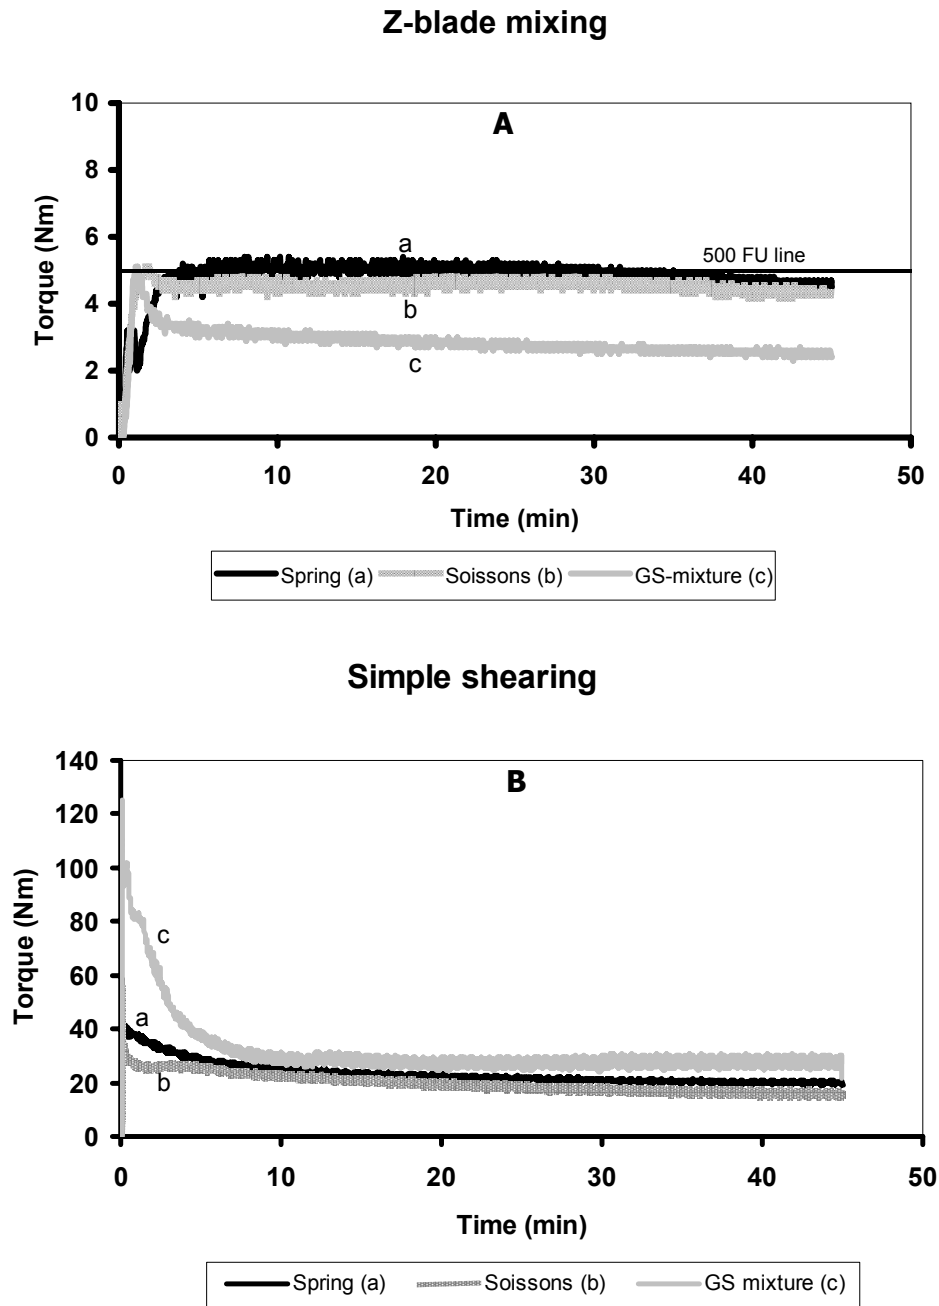 Z-blade mixing
A
10
8
6
4
2
0
Torque (Nm)
a
500 FU line
b
c
0 10 20 30 40 50
Time (min)
Spring (a) Soissons (b) GS-mixture (c)
Simple shearing
B
140
120
100
80
60
40
20
0
Torque (Nm)
c
a
b
0 10 20 30 40 50
Time (min)
Spring (a) Soissons (b) GS mixture (c)